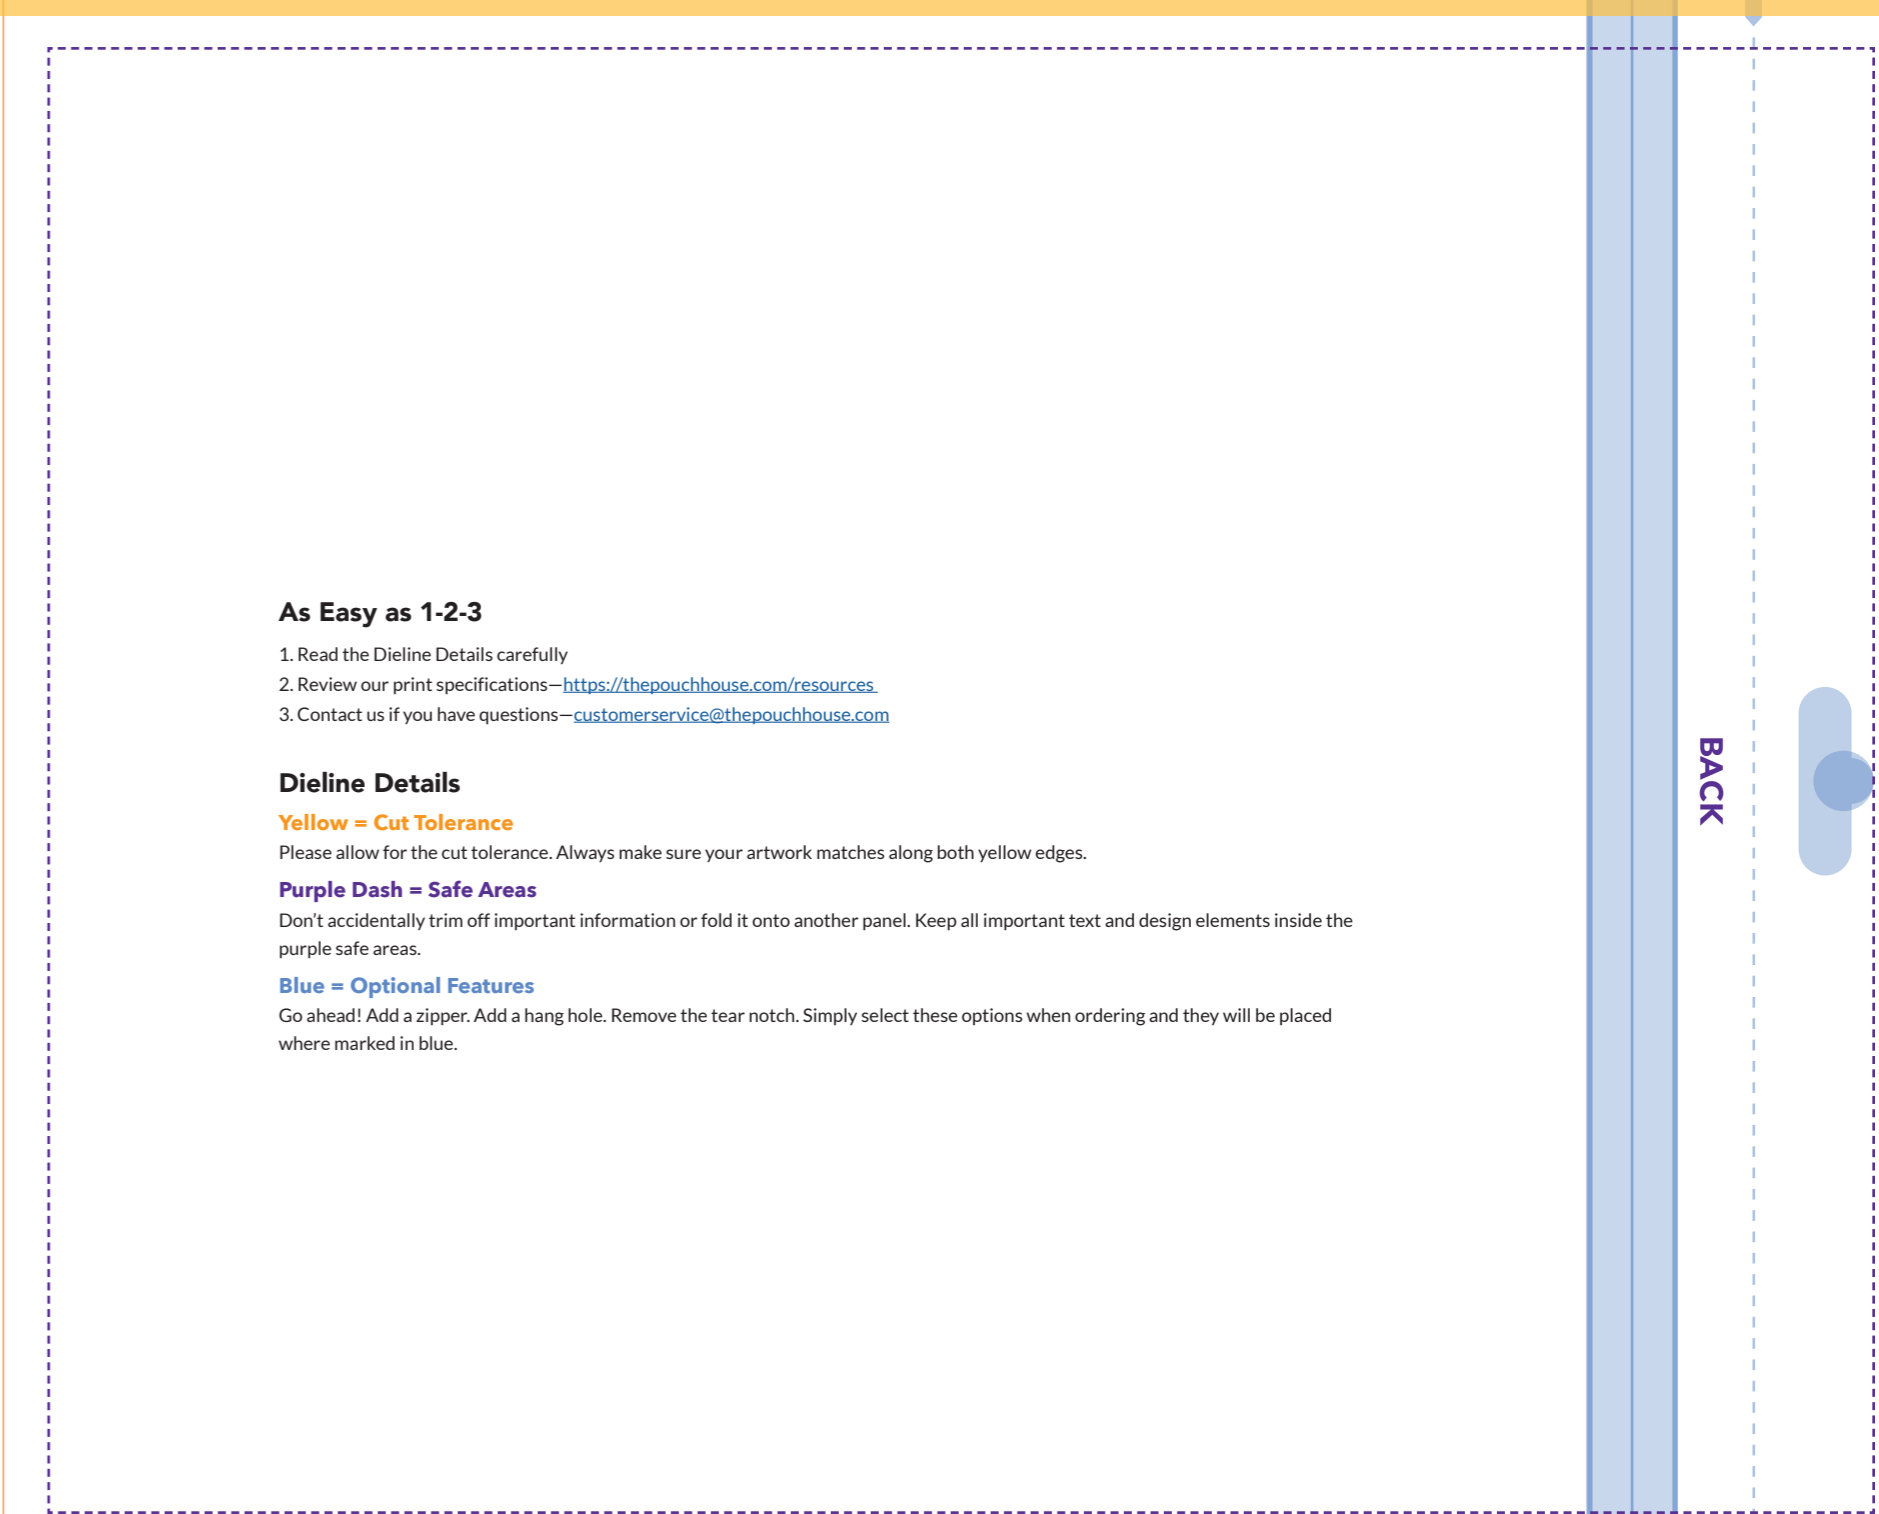 As Easy as 1-2-3
1. Read the Dieline Details carefully
2. Review our print specifications—https://thepouchhouse.com/resources
3. Contact us if you have questions—customerservice@thepouchhouse.com
Dieline Details
Yellow = Cut Tolerance
Please allow for the cut tolerance. Always make sure your artwork matches along both yellow edges.
Purple Dash = Safe Areas
Don’t accidentally trim off important information or fold it onto another panel. Keep all important text and design elements inside the
purple safe areas.
Blue = Optional Features
Go ahead! Add a zipper. Add a hang hole. Remove the tear notch. Simply select these options when ordering and they will be placed
where marked in blue.
BACK